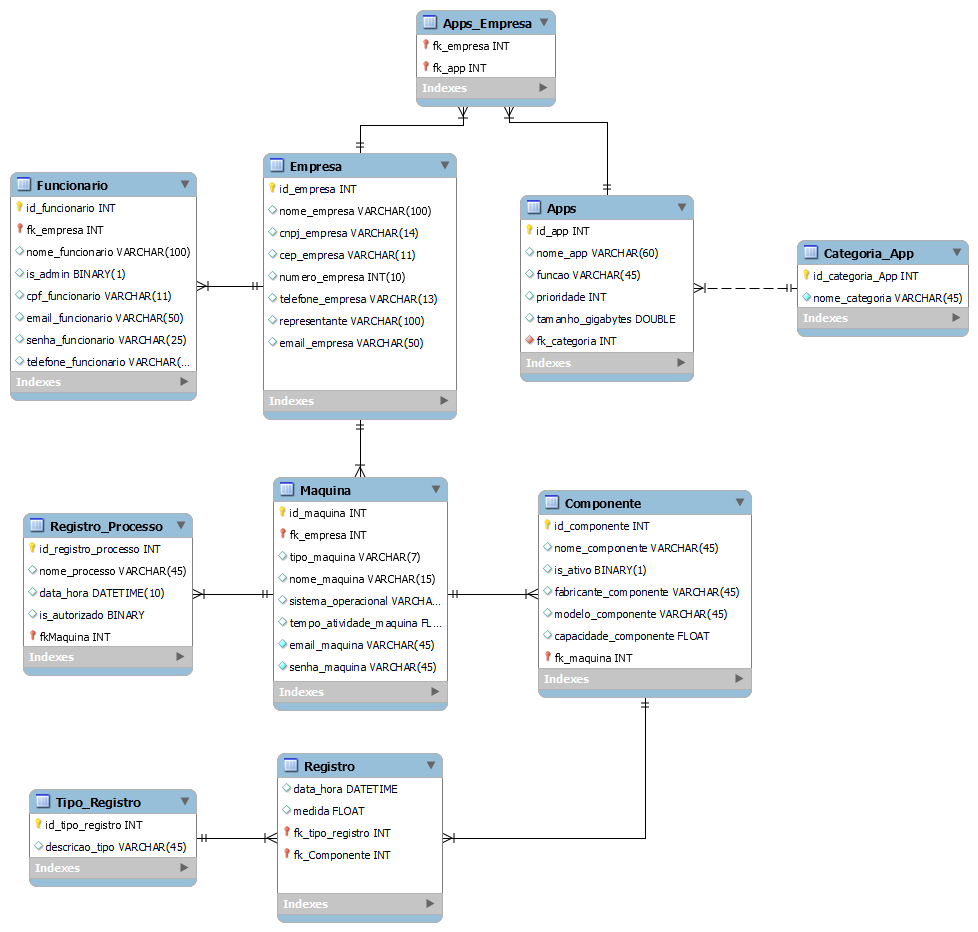 Apps_Empresa
fk_empresa INT
fk_app INT
Indexes
Funcionario
id_funcionario INT
fk_empresa INT
nome_funcionario VARCHAR(100)
is_admin BINARY(1)
cpf_funcionario VARCHAR(11)
email_funcionario VARCHAR(50)
senha_funcionario VARCHAR(25)
telefone_funcionario VARCHAR(...
Indexes
Empresa
id_empresa INT
nome_empresa VARCHAR(100)
cnpj_empresa VARCHAR(14)
cep_empresa VARCHAR(11)
numero_empresa INT(10)
telefone_empresa VARCHAR(13)
representante VARCHAR(100)
email_empresa VARCHAR(50)
Indexes
Apps
id_app INT
nome_app VARCHAR(60)
funcao VARCHAR(45)
prioridade INT
tamanho_gigabytes DOUBLE
fk_categoria INT
Indexes
Categoria_App
id_categoria_App INT
nome_categoria VARCHAR(45)
Indexes
Registro_Processo
id_registro_processo INT
nome_processo VARCHAR(45)
data_hora DATETIME(10)
is_autorizado BINARY
fkMaquina INT
Indexes
Maquina
id_maquina INT
fk_empresa INT
tipo_maquina VARCHAR(7)
nome_maquina VARCHAR(15)
sistema_operacional VARCHA...
tempo_atividade_maquina FL...
email_maquina VARCHAR(45)
senha_maquina VARCHAR(45)
Indexes
Componente
id_componente INT
nome_componente VARCHAR(45)
is_ativo BINARY(1)
fabricante_componente VARCHAR(45)
modelo_componente VARCHAR(45)
capacidade_componente FLOAT
fk_maquina INT
Indexes
Tipo_Registro
id_tipo_registro INT
descricao_tipo VARCHAR(45)
Indexes
Registro
data_hora DATETIME
medida FLOAT
fk_tipo_registro INT
fk_Componente INT
Indexes